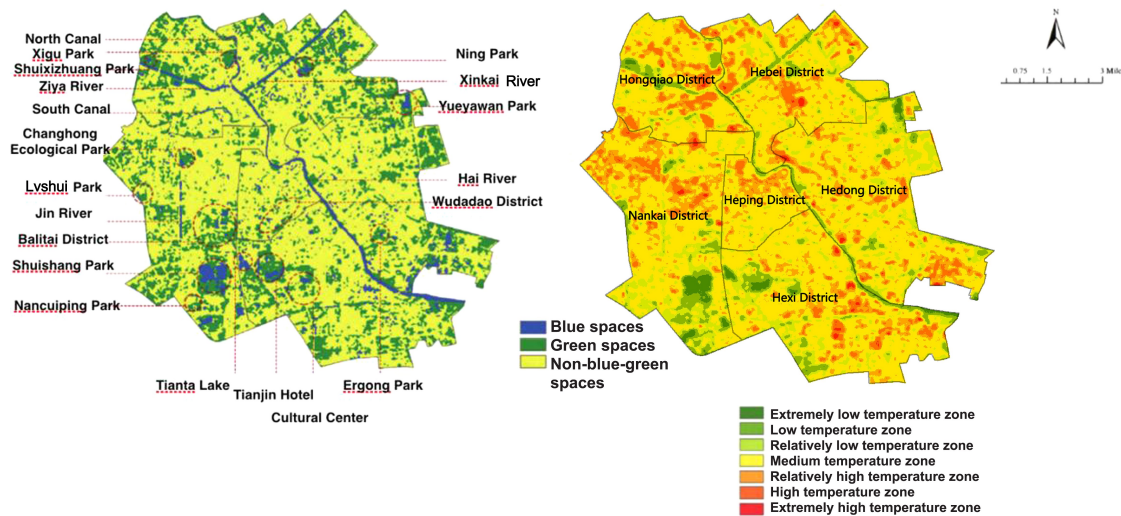 North Canal
Xigu Park
Shuixizhuang Park
Ziya River
South Canal
Changhong
Ecological Park
Lvshui Park
Jin River
Balitai District
Shuishang Park
Nancuiping Park
Ning Park
Xinkai River
Yueyawan Park
Hai River
Wudadao District
Tianta Lake
Tianjin Hotel
Cultural Center
Ergong Park
Blue spaces
Green spaces
Non-blue-green
spaces
Hongqiao District
Hebei District
Hedong District
Heping District
Nankai District
Hexi District
N
0.75 1.5 3 Mile
Extremely low temperature zone
Low temperature zone
Relatively low temperature zone
Medium temperature zone
Relatively high temperature zone
High temperature zone
Extremely high temperature zone